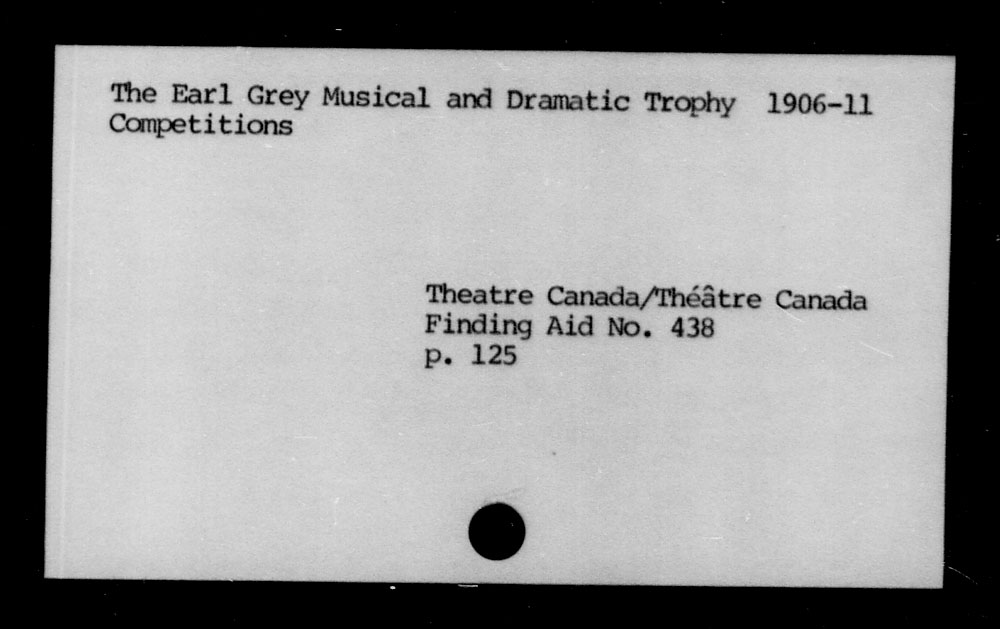 The Earl Grey Musical and Dramatic Trophy 1906-11
Competitions
Theatre Canada/Théâtre Canada
Finding Aid No. 438
p. 125